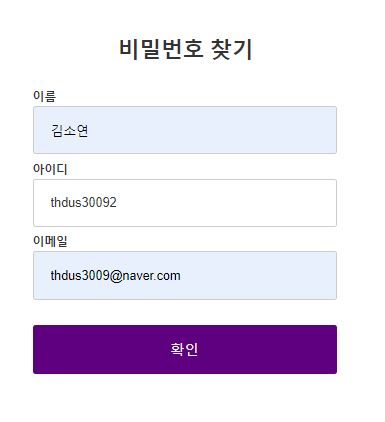 비밀번호 찾기
이름
김소연
아이디
thdus30092
이메일
thdus3009@naver.com
확인